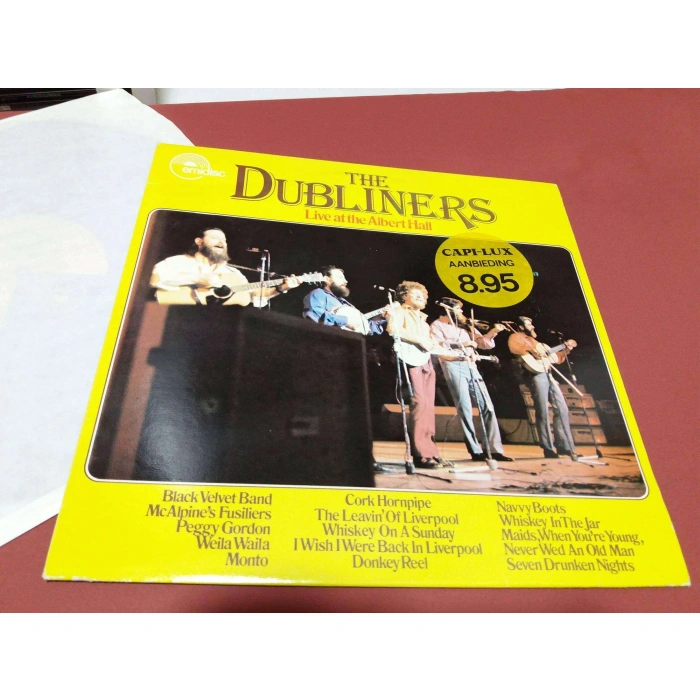 emidisc
THE
DUBLINERS
Live at the Albert Hall
CAPI-LUX
AANBIEDING
8.95
Black Velvet Band
McAlpine's Fusiliers
Peggy Gordon
Weila Waila
Monto
Cork Hornpipe
The Leavin' Of Liverpool
Whiskey On A Sunday
I Wish I Were Back In Liverpool
Donkey Reel
Navvy Boots
Whiskey In The Jar
Maids, When You're Young,
Never Wed An Old Man
Seven Drunken Nights